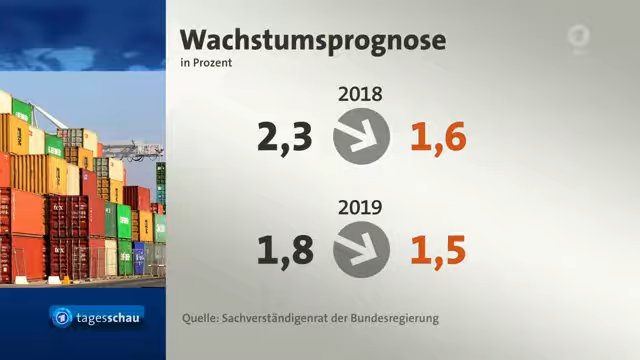 Wachstumsprognose
in Prozent
2018
2,3 1,6
2019
1,8 1,5
Quelle: Sachverständigenrat der Bundesregierung
tagesschau